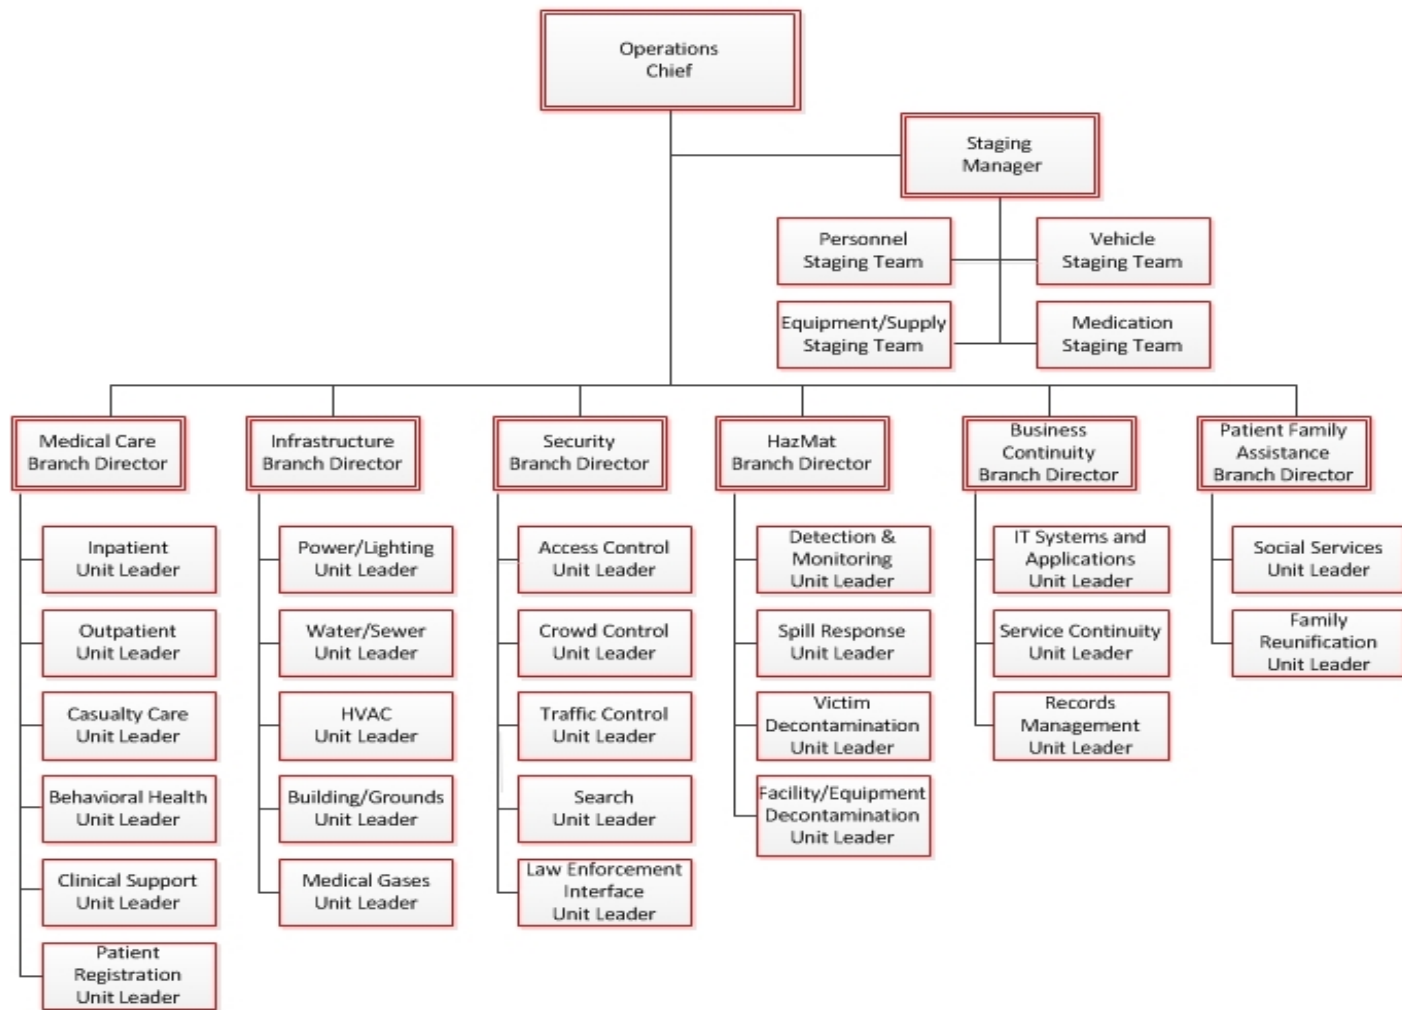 Operations
Chief
Staging
Manager
Personnel
Staging Team
Vehicle
Staging Team
Equipment/Supply
Staging Team
Medication
Staging Team
Medical Care
Branch Director
Infrastructure
Branch Director
Security
Branch Director
HazMat
Branch Director
Business
Continuity
Branch Director
Patient Family
Assistance
Branch Director
Inpatient
Unit Leader
Outpatient
Unit Leader
Casualty Care
Unit Leader
Behavioral Health
Unit Leader
Clinical Support
Unit Leader
Patient
Registration
Unit Leader
Power/Lighting
Unit Leader
Water/Sewer
Unit Leader
HVAC
Unit Leader
Building/Grounds
Unit Leader
Medical Gases
Unit Leader
Access Control
Unit Leader
Crowd Control
Unit Leader
Traffic Control
Unit Leader
Search
Unit Leader
Law Enforcement
Interface
Unit Leader
Detection &
Monitoring
Unit Leader
Spill Response
Unit Leader
Victim
Decontamination
Unit Leader
Facility/Equipment
Decontamination
Unit Leader
IT Systems and
Applications
Unit Leader
Service Continuity
Unit Leader
Records
Management
Unit Leader
Social Services
Unit Leader
Family
Reunification
Unit Leader